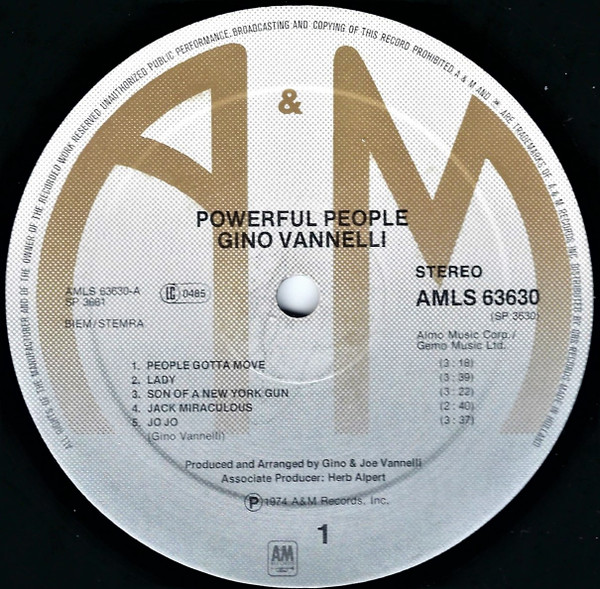 ALL RIGHTS OF THE MANUFACTURER AND OF THE OWNER OF THE RECORDED WORK RESERVED UNAUTHORIZED PUBLIC PERFORMANCE, BROADCASTING AND COPYING OF THIS RECORD PROHIBITED A & M AND ARE TRADEMARKS OF A & M RECORDS INC. DISTRIBUTED BY CBS RECORDS MADE IN HOLLAND
A & M
POWERFUL PEOPLE
GINO VANNELLI
STEREO
AMLS 63630-A
SP 3661
LC 0485
AMLS 63630
(SP 3630)
BIEM/STEMRA
Almo Music Corp./
Gemo Music Ltd.
1. PEOPLE GOTTA MOVE (3 : 18)
2. LADY (3 : 39)
3. SON OF A NEW YORK GUN (3 : 22)
4. JACK MIRACULOUS (2 : 40)
5. JO JO (3 : 37)
(Gino Vannelli)
Produced and Arranged by Gino & Joe Vannelli
Associate Producer: Herb Alpert
℗ 1974 A&M Records, Inc.
1
AM